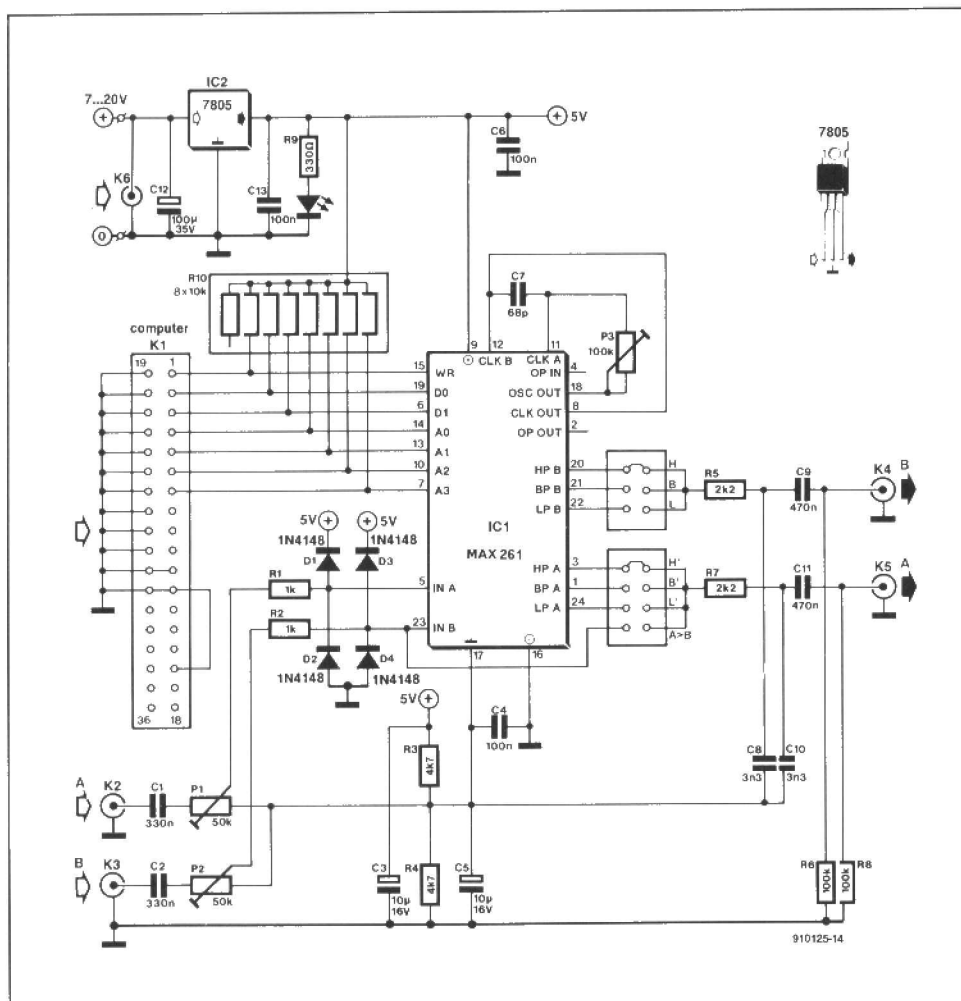 IC2
7...20V
7805
5V
C6
100n
7805
R9
330Ω
K6
C12
100µ
35V
C13
100n
R10
8x10k
C7
68p
P3
100k
computer
K1
19
1
36
18
9
12
11
CLK B
CLK A
15
WR
19
D0
6
D1
14
A0
13
A1
10
A2
7
A3
OP IN
4
OSC OUT
18
CLK OUT
8
OP OUT
2
HP B
20
BP B
21
LP B
22
H
B
L
R5
2k2
C9
470n
K4
B
IC1
MAX 261
5V
5V
1N4148
1N4148
D1
D3
R1
1k
5
IN A
R2
1k
23
IN B
D2
D4
1N4148
1N4148
HP A
3
BP A
1
LP A
24
H'
B'
L'
A>B
R7
2k2
C11
470n
K5
A
17
16
5V
C4
100n
R3
4k7
C8
3n3
C10
3n3
A
K2
C1
330n
P1
50k
B
K3
C2
330n
P2
50k
C3
10µ
16V
R4
4k7
C5
10µ
16V
R6
100k
R8
100k
0
910125-14